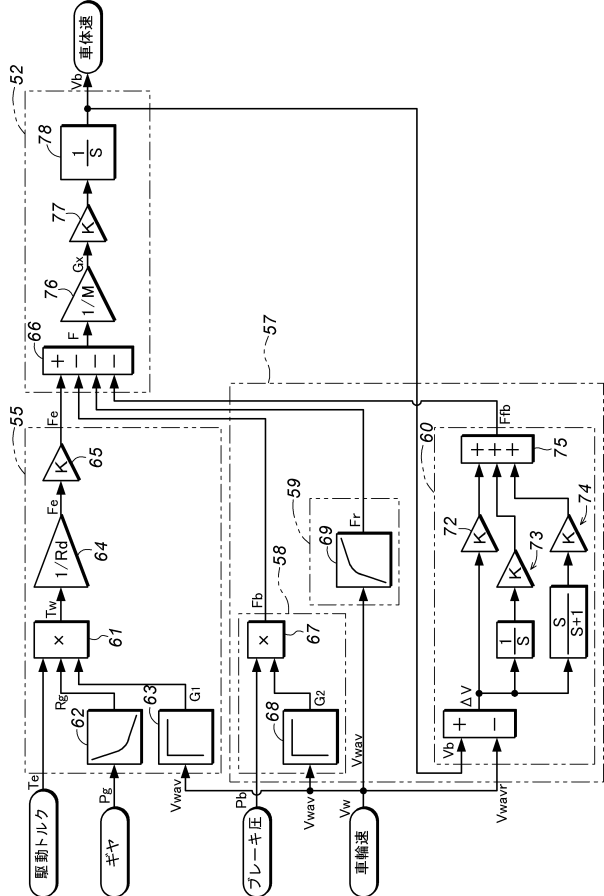 駆動トルク
Te
ギヤ
Pg
ブレーキ圧
Pb
車輪速
Vw
Vwav
Vwav
Vwav
Vwavr
55
62
Rg
63
G1
×
61
Tw
1/Rd
64
Fe
K
65
Fe
52
66
+
−
−
−
F
1/M
76
Gx
K
77
1
S
78
Vb
車体速
57
58
68
G2
×
67
Fb
59
69
Fr
60
Vb
+
−
ΔV
1
S
S
S+1
K
72
K
73
K
74
+
+
+
75
Ffb